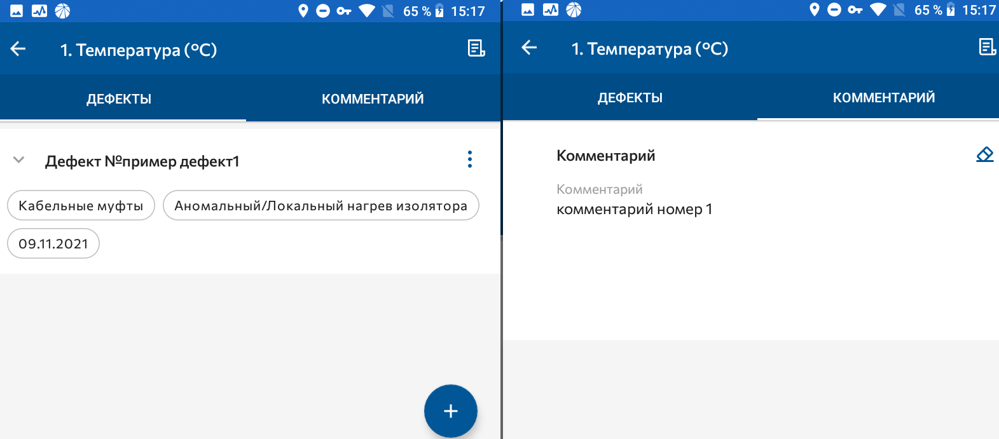 65 % 15:17
1. Температура (°C)
ДЕФЕКТЫ КОММЕНТАРИЙ
Дефект №пример дефект1
Кабельные муфты Аномальный/Локальный нагрев изолятора
09.11.2021
65 % 15:17
1. Температура (°C)
ДЕФЕКТЫ КОММЕНТАРИЙ
Комментарий
Комментарий
комментарий номер 1